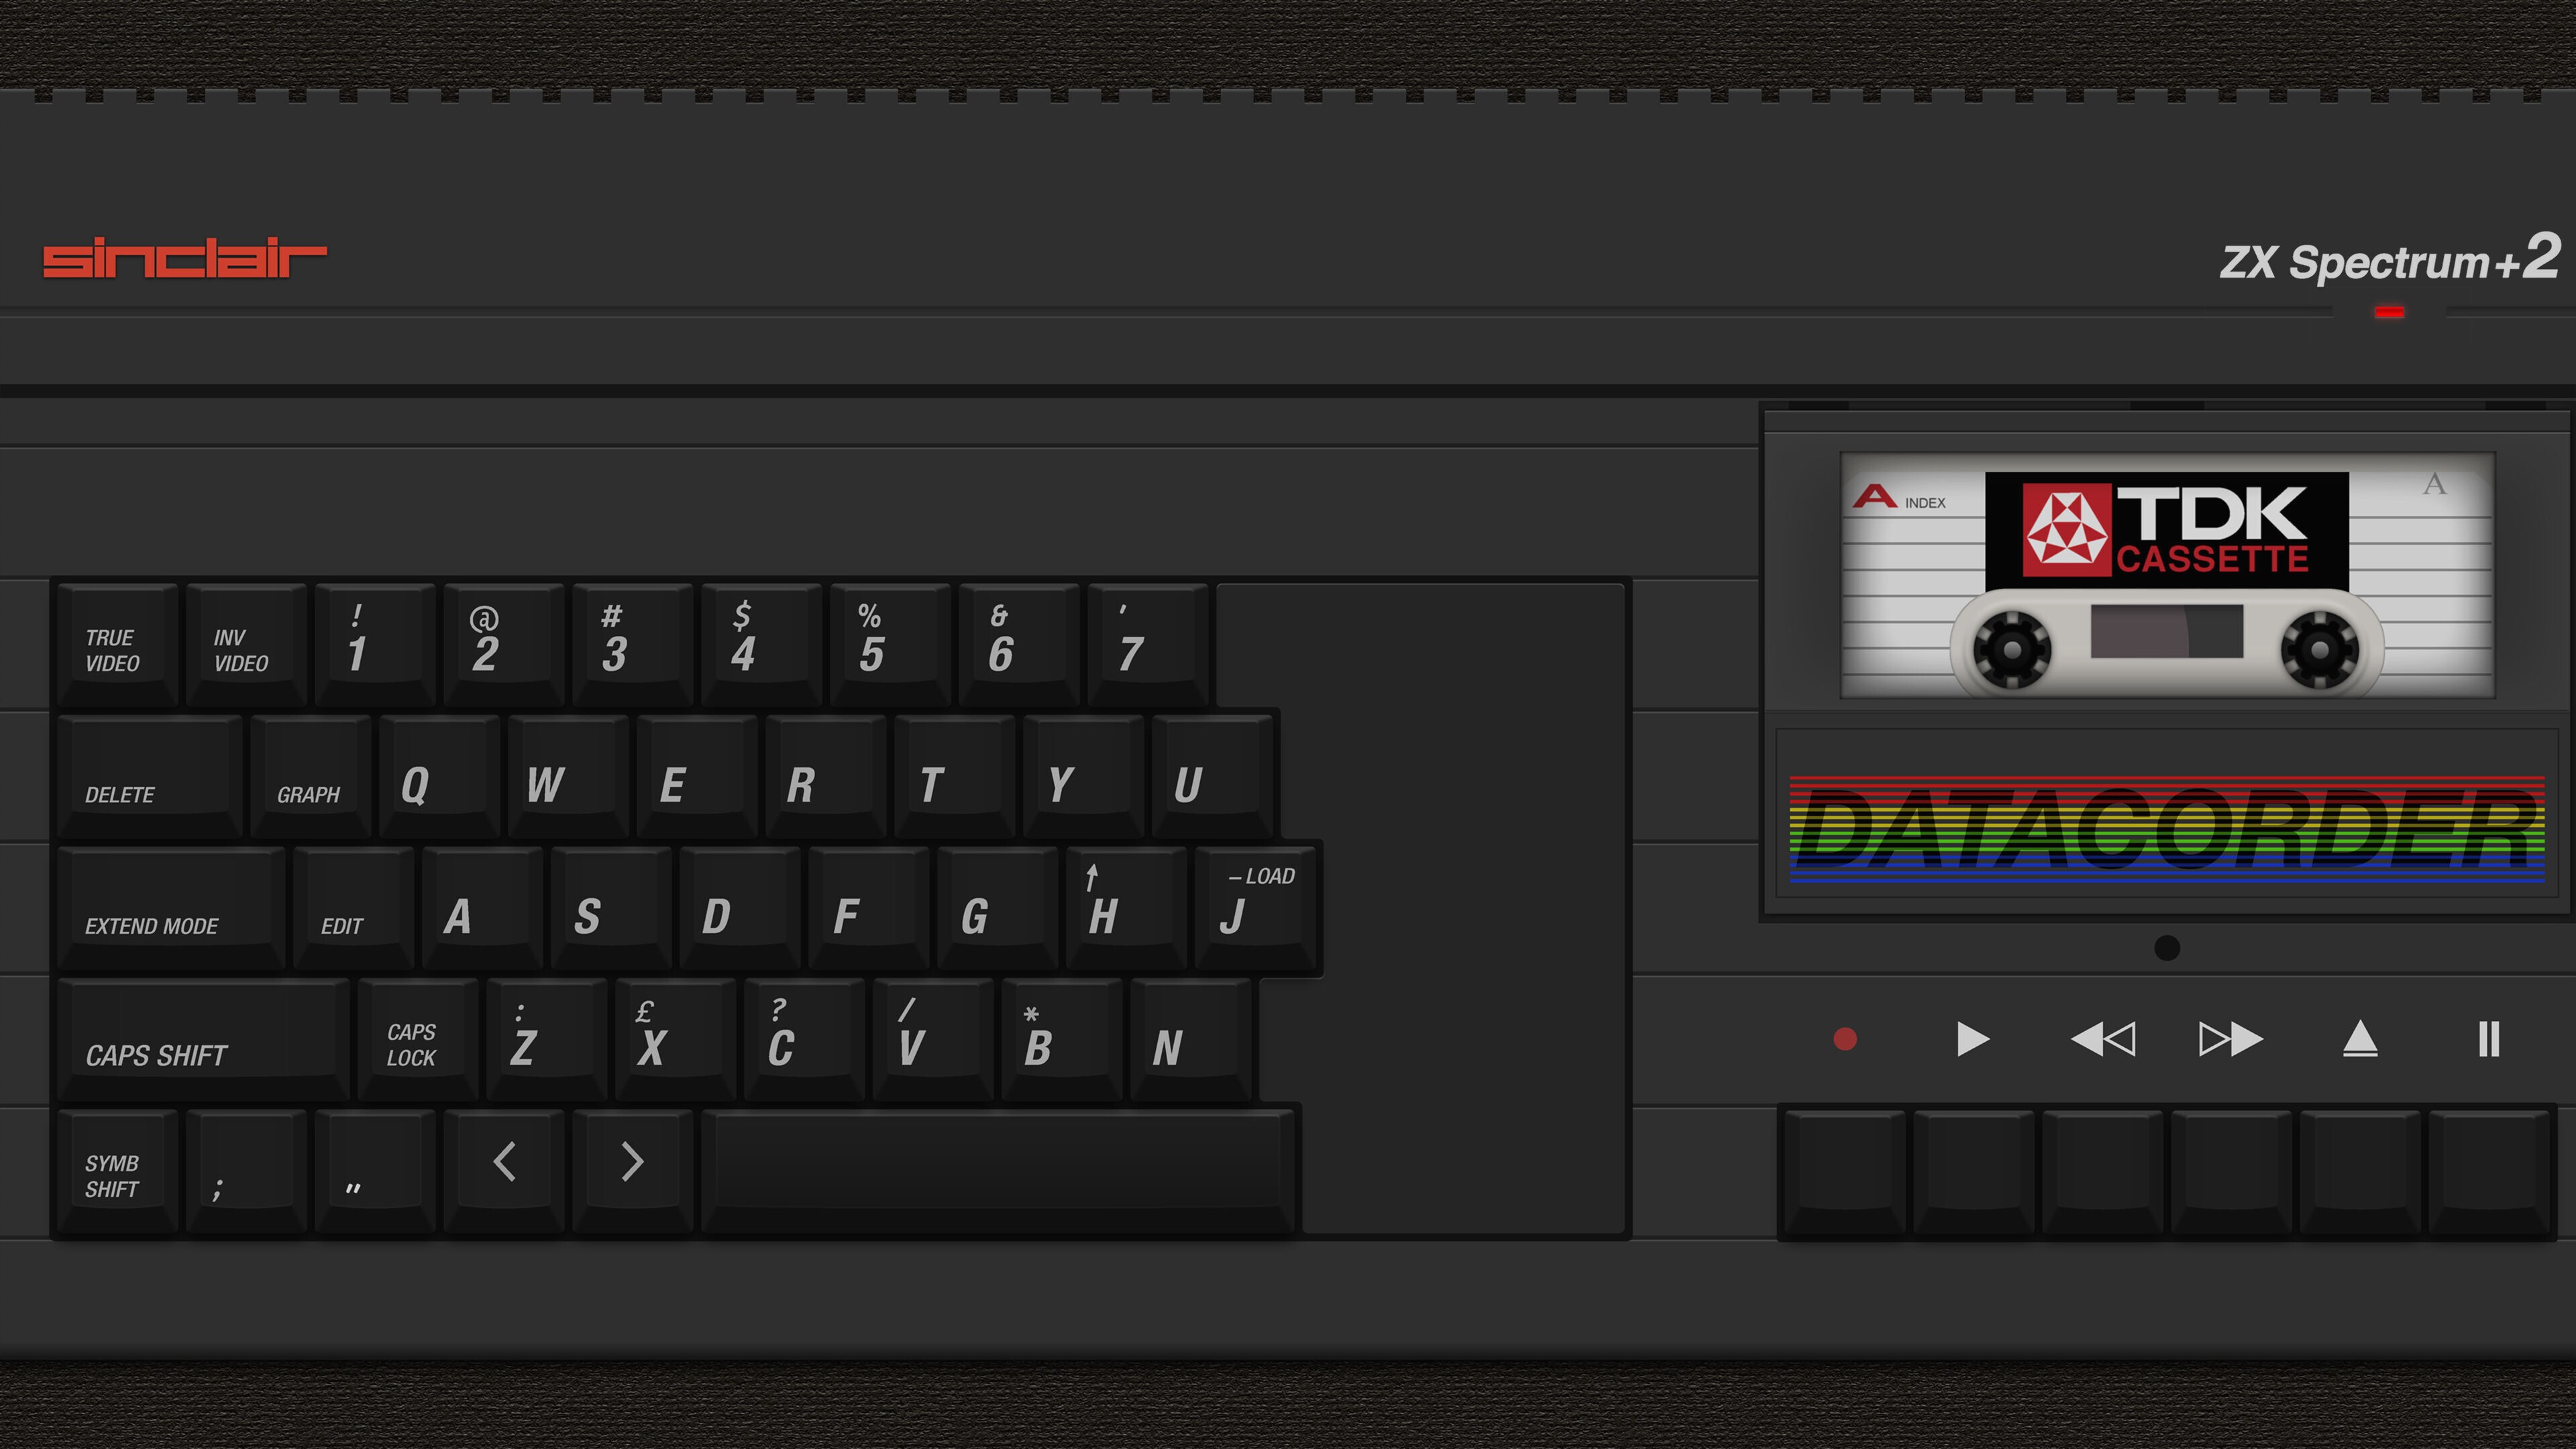 sinclair
ZX Spectrum+2
A INDEX
A
TDK
CASSETTE
DATACORDER
TRUE
VIDEO
INV
VIDEO
!
1
@
2
#
3
$
4
%
5
&
6
'
7
DELETE
GRAPH
Q
W
E
R
T
Y
U
EXTEND MODE
EDIT
A
S
D
F
G
↑
H
– LOAD
J
CAPS SHIFT
CAPS
LOCK
:
Z
£
X
?
C
/
V
*
B
N
SYMB
SHIFT
;
"
<
>